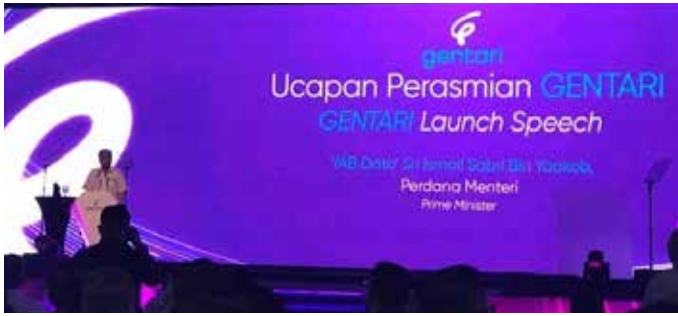 gentari
Ucapan Perasmian GENTARI
GENTARI Launch Speech
YAB Dato' Sri Ismail Sabri Bin Yaakob,
Perdana Menteri
Prime Minister